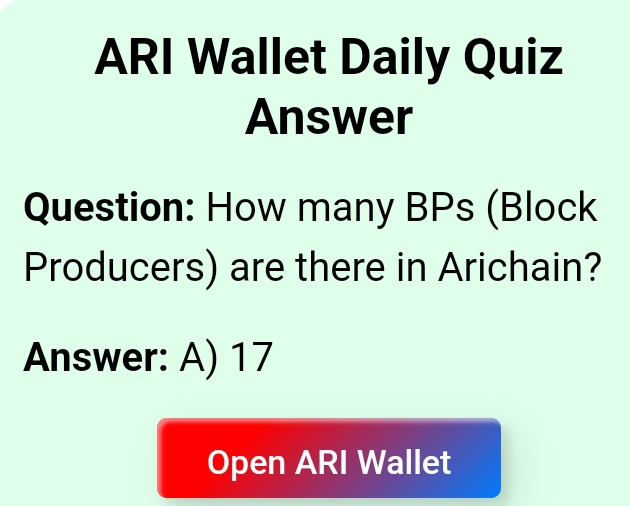 ARI Wallet Daily Quiz
Answer
Question: How many BPs (Block
Producers) are there in Arichain?
Answer: A) 17
Open ARI Wallet